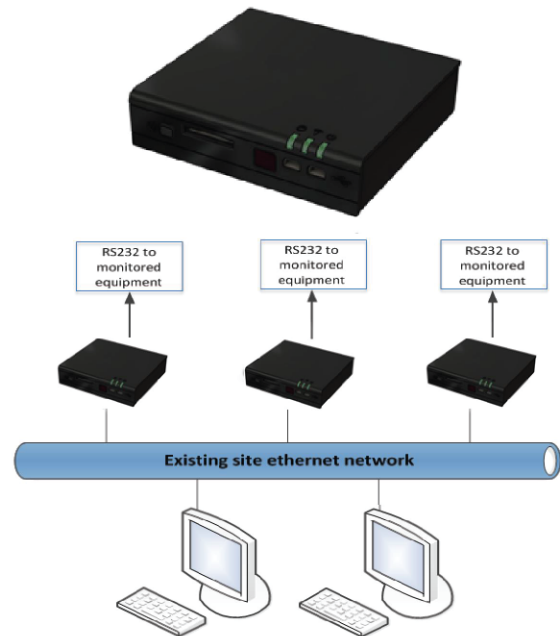 RS232 to
monitored
equipment
RS232 to
monitored
equipment
RS232 to
monitored
equipment
Existing site ethernet network